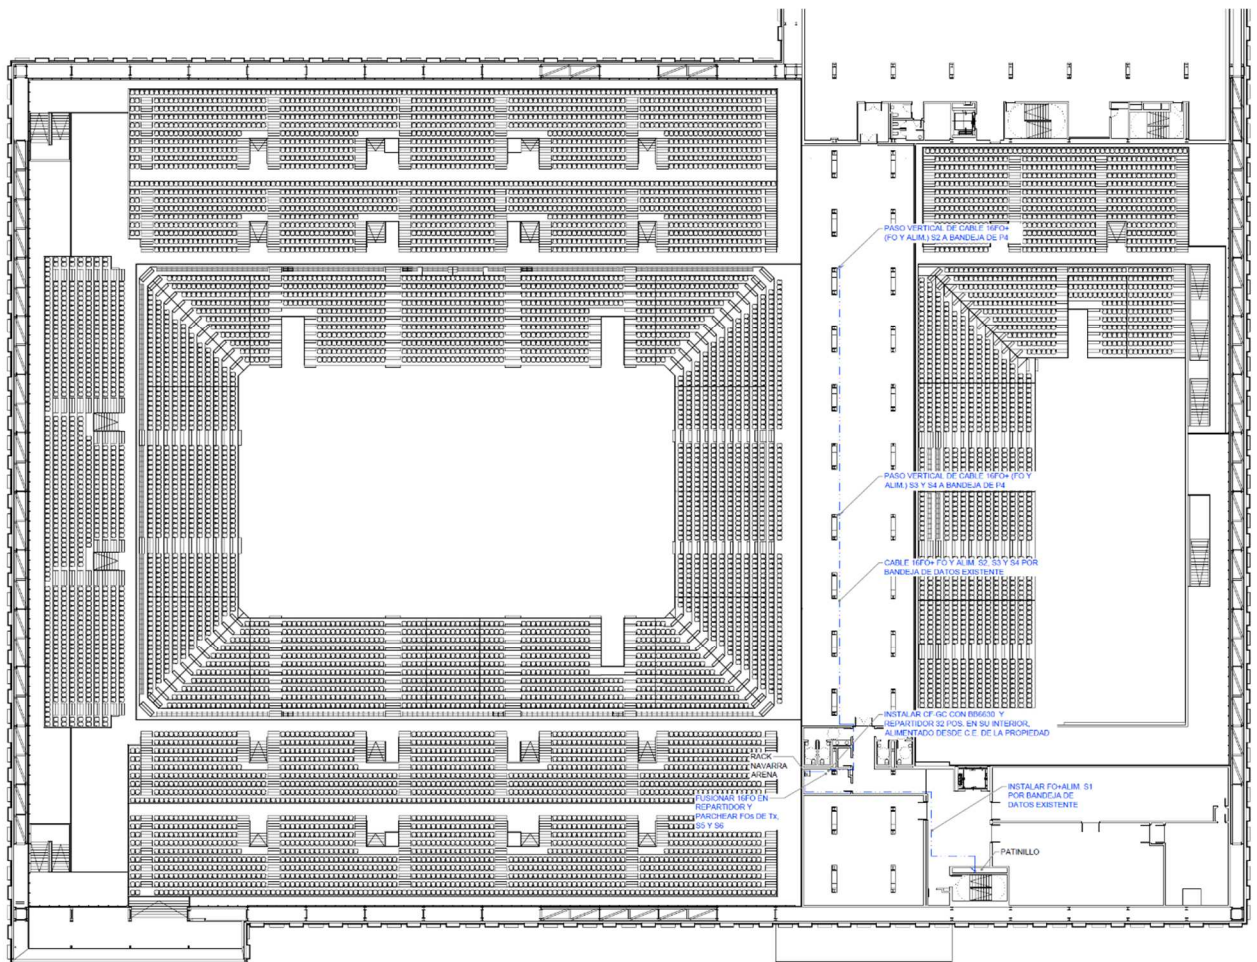 PASO VERTICAL DE CABLE 16FO+
(FO Y ALIM.) S2 A BANDEJA DE P4
PASO VERTICAL DE CABLE 16FO+ (FO Y
ALIM.) S3 Y S4 A BANDEJA DE P4
CABLE 16FO+ FO Y ALIM. S2, S3 Y S4 POR
BANDEJA DE DATOS EXISTENTE
INSTALAR CF-GC CON BB6630 Y
REPARTIDOR 32 POS. EN SU INTERIOR,
ALIMENTADO DESDE C.E. DE LA PROPIEDAD
RACK
NAVARRA
ARENA
FUSIONAR 16FO EN
REPARTIDOR Y
PARCHEAR FOs DE Tx,
S5 Y S6
INSTALAR FO+ALIM. S1
POR BANDEJA DE
DATOS EXISTENTE
PATINILLO